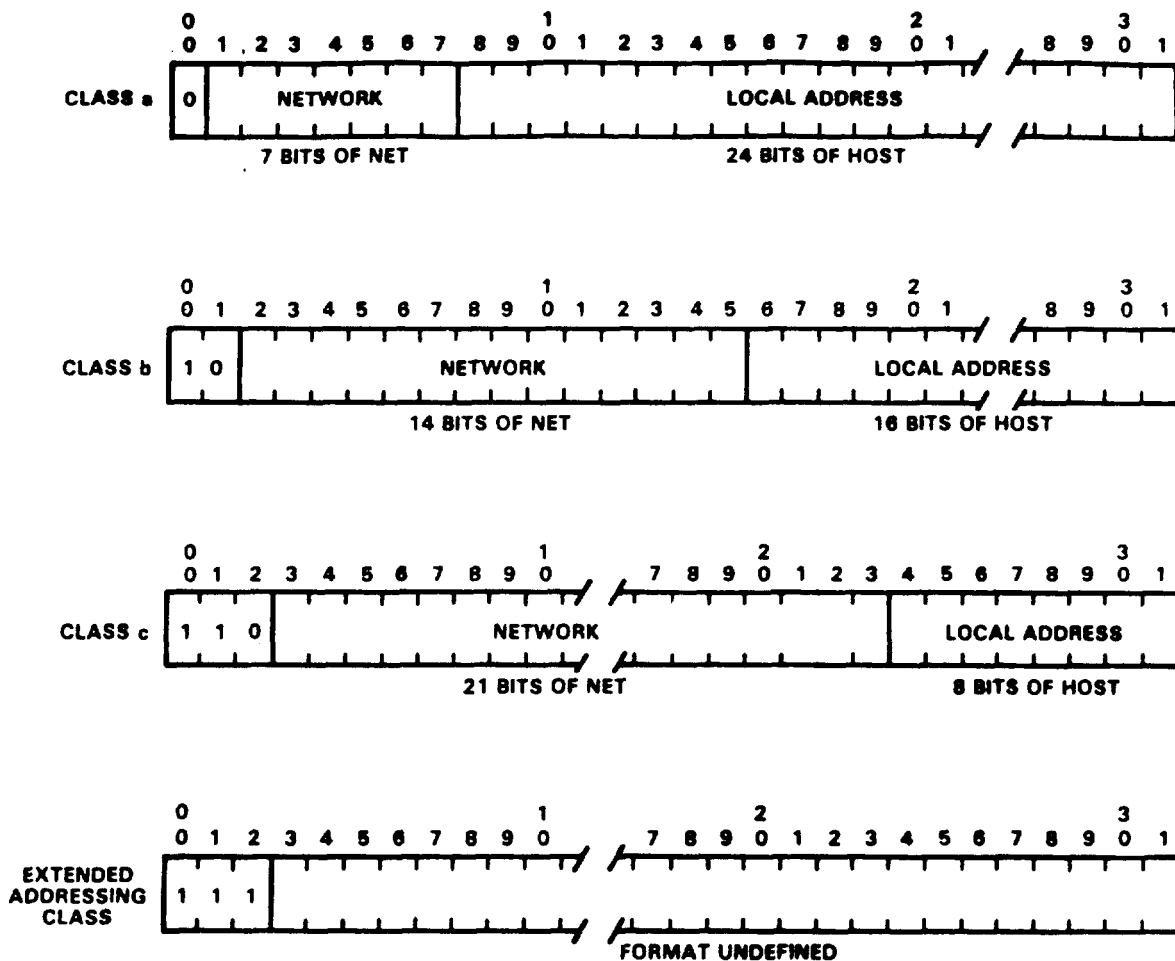 0 1 2 3
0 1 2 3 4 5 6 7 8 9 0 1 2 3 4 5 6 7 8 9 0 1 8 9 0 1
CLASS a 0 NETWORK LOCAL ADDRESS
7 BITS OF NET 24 BITS OF HOST
0 1 2 3
0 1 2 3 4 5 6 7 8 9 0 1 2 3 4 5 6 7 8 9 0 1 8 9 0 1
CLASS b 1 0 NETWORK LOCAL ADDRESS
14 BITS OF NET 16 BITS OF HOST
0 1 2 3
0 1 2 3 4 5 6 7 8 9 0 7 8 9 0 1 2 3 4 5 6 7 8 9 0 1
CLASS c 1 1 0 NETWORK LOCAL ADDRESS
21 BITS OF NET 8 BITS OF HOST
0 1 2 3
0 1 2 3 4 5 6 7 8 9 0 7 8 9 0 1 2 3 4 5 6 7 8 9 0 1
EXTENDED
ADDRESSING
CLASS
1 1 1
FORMAT UNDEFINED